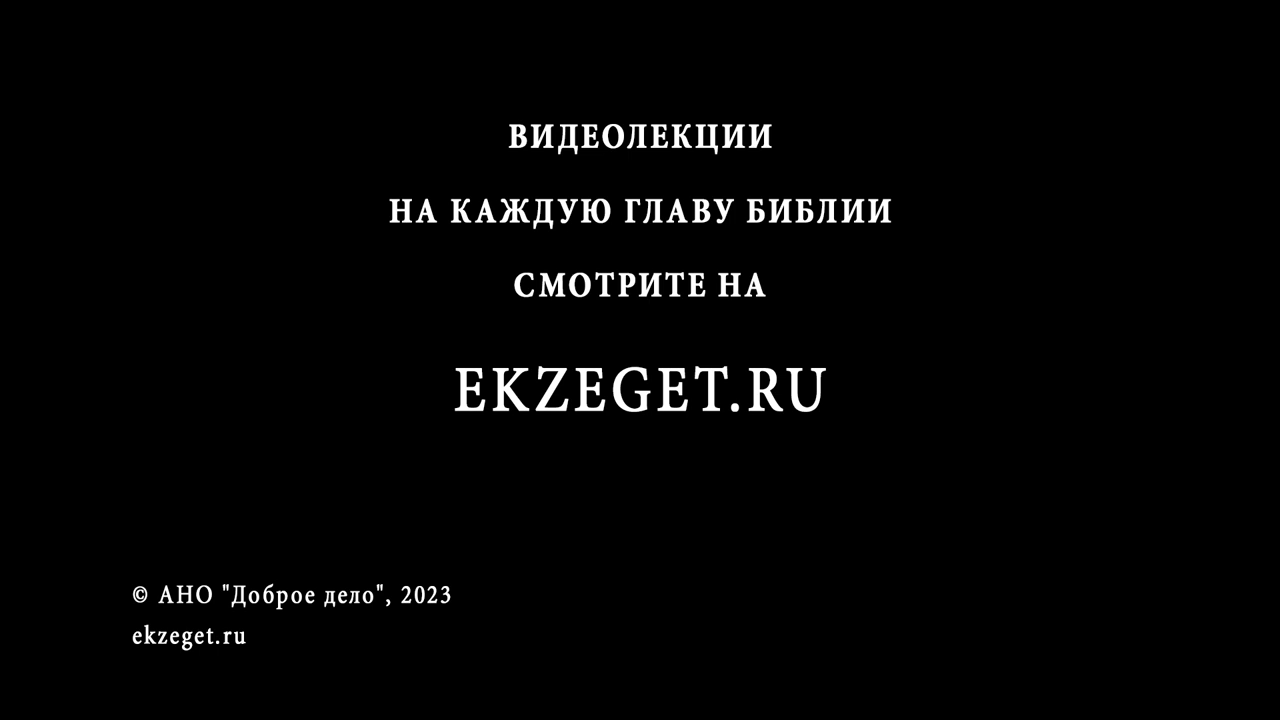 ВИДЕОЛЕКЦИИ
НА КАЖДУЮ ГЛАВУ БИБЛИИ
СМОТРИТЕ НА
EKZEGET.RU
© АНО "Доброе дело", 2023
ekzeget.ru